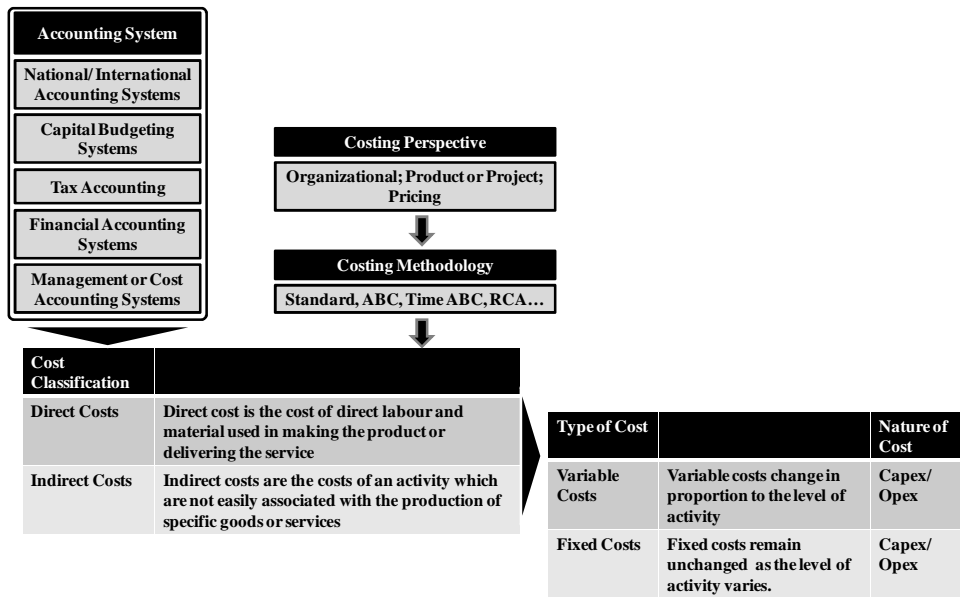 Accounting System
National/ International
Accounting Systems
Capital Budgeting
Systems
Tax Accounting
Financial Accounting
Systems
Management or Cost
Accounting Systems
Costing Perspective
Organizational; Product or Project;
Pricing
Costing Methodology
Standard, ABC, Time ABC, RCA…
Cost
Classification
Direct Costs
Direct cost is the cost of direct labour and
material used in making the product or
delivering the service
Indirect Costs
Indirect costs are the costs of an activity which
are not easily associated with the production of
specific goods or services
Type of Cost
Nature of
Cost
Variable
Costs
Variable costs change in
proportion to the level of
activity
Capex/
Opex
Fixed Costs
Fixed costs remain
unchanged as the level of
activity varies.
Capex/
Opex